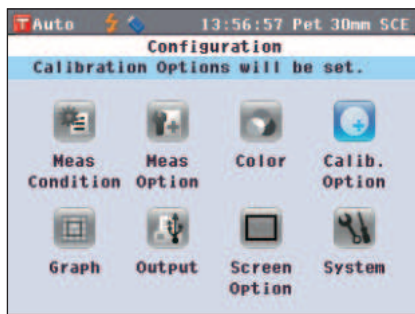 T Auto 13:56:57 Pet 30mm SCE
Configuration
Calibration Options will be set.
Meas Condition
Meas Option
Color
Calib. Option
Graph
Output
Screen Option
System